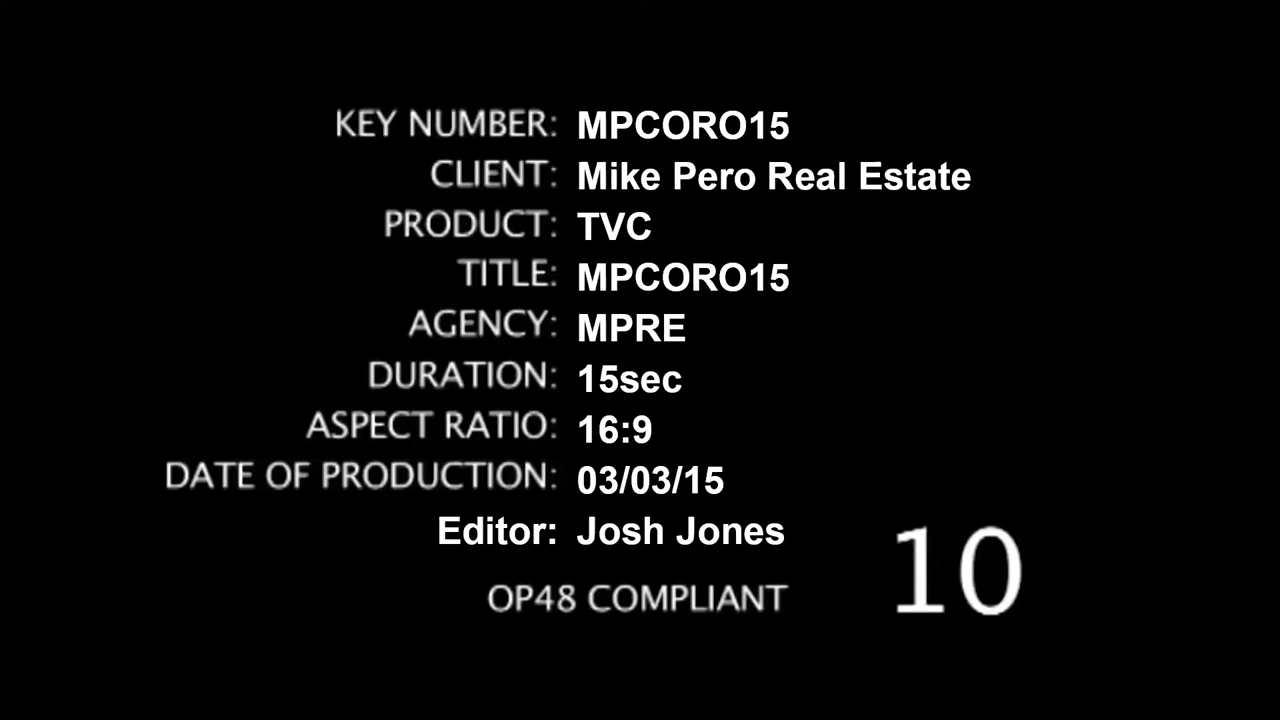 KEY NUMBER: MPCORO15
CLIENT: Mike Pero Real Estate
PRODUCT: TVC
TITLE: MPCORO15
AGENCY: MPRE
DURATION: 15sec
ASPECT RATIO: 16:9
DATE OF PRODUCTION: 03/03/15
Editor: Josh Jones
OP48 COMPLIANT
10